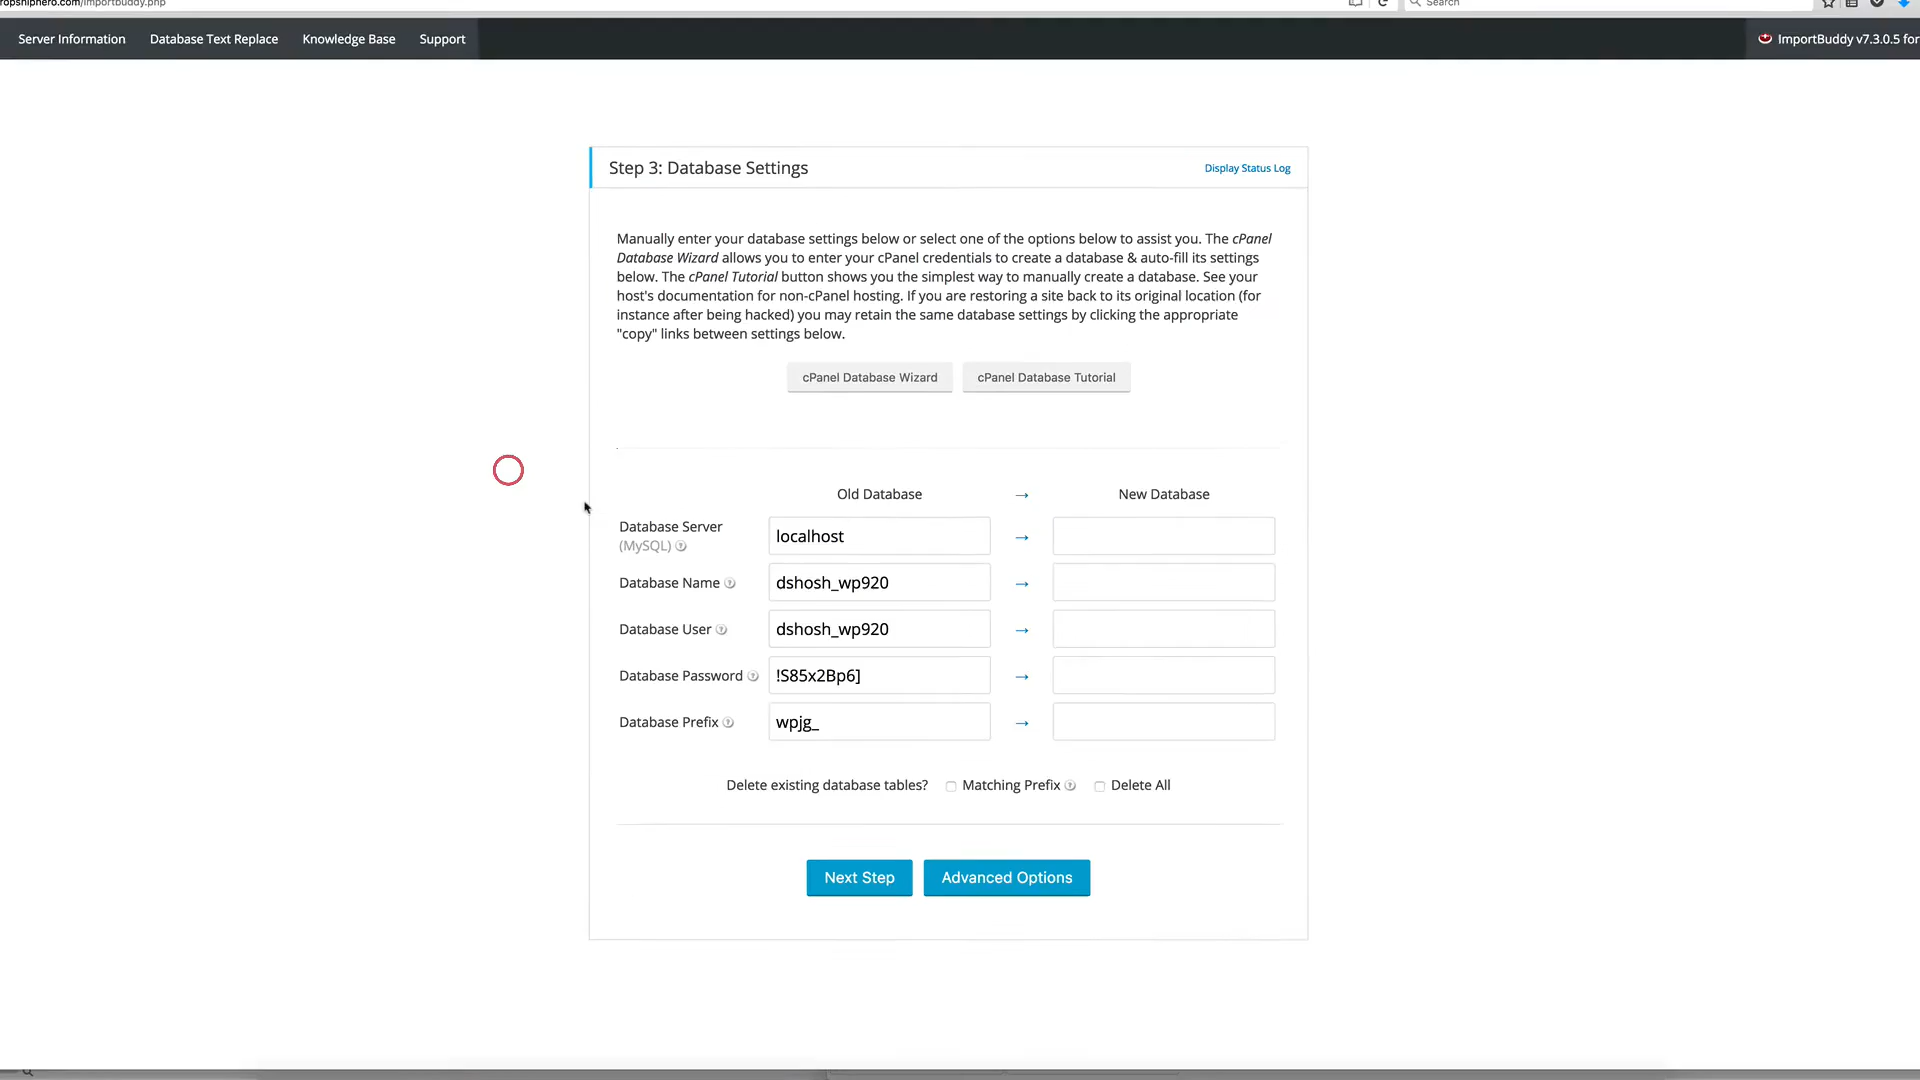 ropshiphero.com/importbuddy.php
Search
Server Information Database Text Replace Knowledge Base Support
ImportBuddy v7.3.0.5 for
Step 3: Database Settings
Display Status Log
Manually enter your database settings below or select one of the options below to assist you. The cPanel
Database Wizard allows you to enter your cPanel credentials to create a database & auto-fill its settings
below. The cPanel Tutorial button shows you the simplest way to manually create a database. See your
host's documentation for non-cPanel hosting. If you are restoring a site back to its original location (for
instance after being hacked) you may retain the same database settings by clicking the appropriate
"copy" links between settings below.
cPanel Database Wizard cPanel Database Tutorial
Old Database → New Database
Database Server
(MySQL) ? localhost →
Database Name ? dshosh_wp920 →
Database User ? dshosh_wp920 →
Database Password ? !S85x2Bp6] →
Database Prefix ? wpjg_ →
Delete existing database tables? Matching Prefix ? Delete All
Next Step Advanced Options